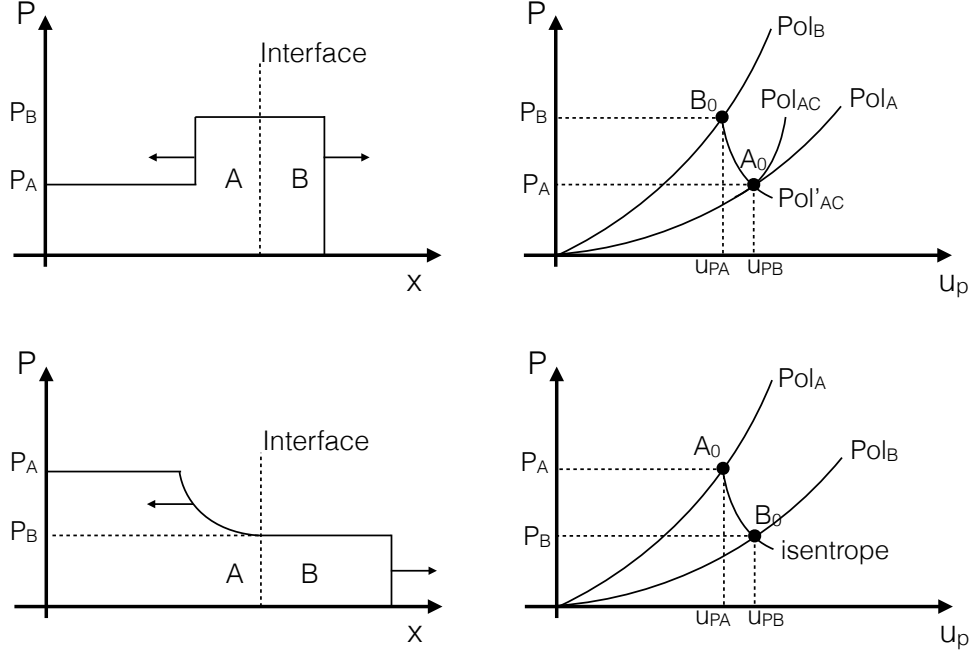 P
Interface
P_B
P_A
A
B
x
P
Pol_B
Pol_AC
Pol_A
B_0
P_B
A_0
P_A
Pol'_AC
u_PA
u_PB
u_p
P
Interface
P_A
P_B
A
B
x
P
Pol_A
A_0
Pol_B
P_A
B_0
P_B
isentrope
u_PA
u_PB
u_p